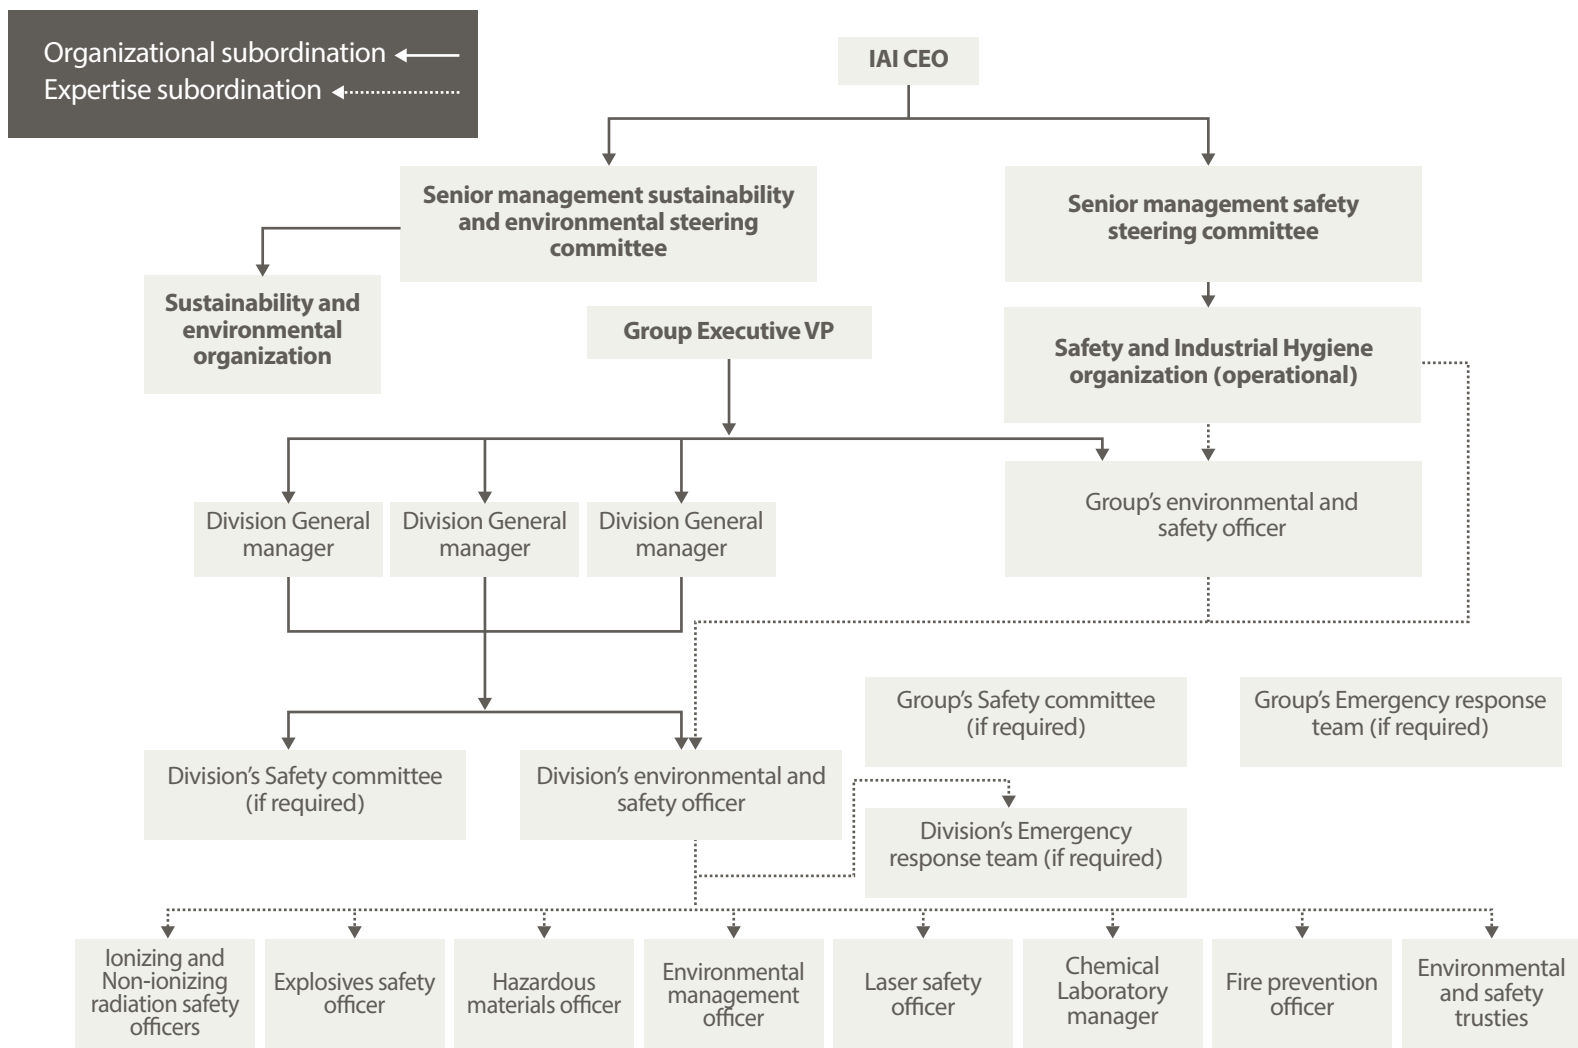 Organizational subordination
Expertise subordination
IAI CEO
Senior management sustainability
and environmental steering
committee
Senior management safety
steering committee
Sustainability and
environmental
organization
Group Executive VP
Safety and Industrial Hygiene
organization (operational)
Division General
manager
Division General
manager
Division General
manager
Group's environmental and
safety officer
Group's Safety committee
(if required)
Group's Emergency response
team (if required)
Division's Safety committee
(if required)
Division's environmental and
safety officer
Division's Emergency
response team (if required)
Ionizing and
Non-ionizing
radiation safety
officers
Explosives safety
officer
Hazardous
materials officer
Environmental
management
officer
Laser safety
officer
Chemical
Laboratory
manager
Fire prevention
officer
Environmental
and safety
trusties